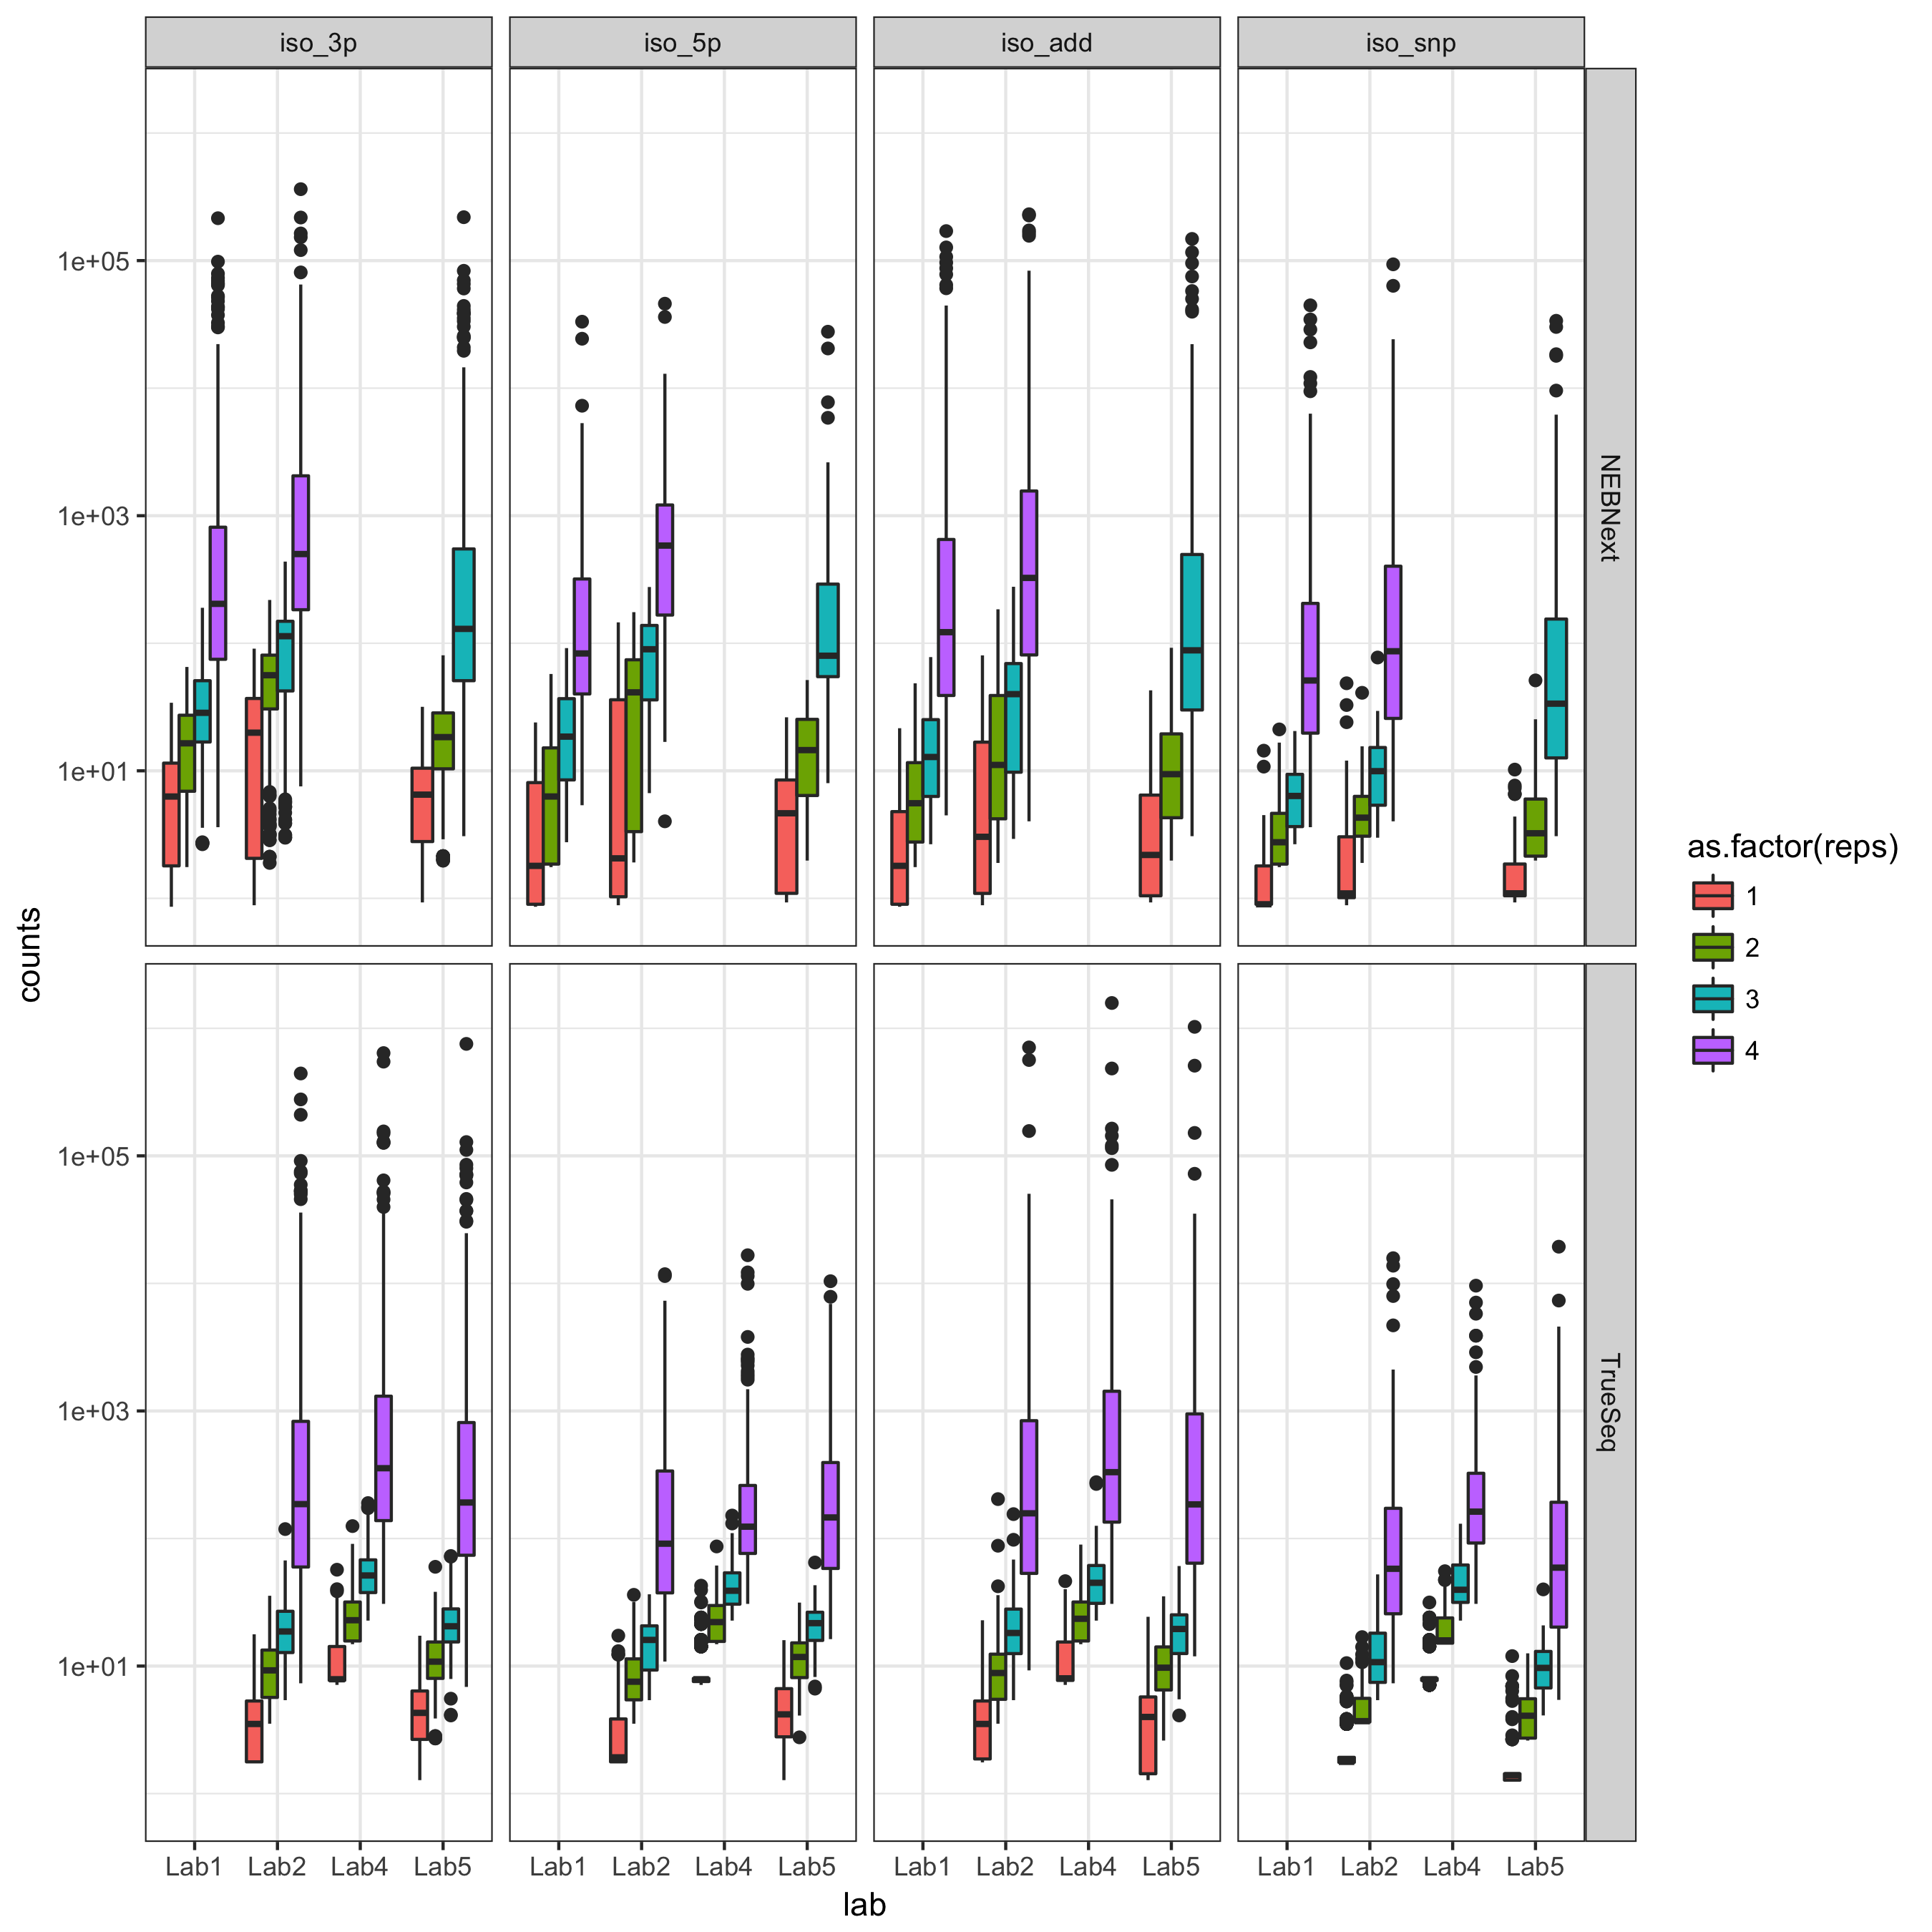 iso_3p iso_5p iso_add iso_snp
1e+05
1e+03
1e+01
NEBNext
1e+05
1e+03
1e+01
TrueSeq
counts
Lab1 Lab2 Lab4 Lab5 Lab1 Lab2 Lab4 Lab5 Lab1 Lab2 Lab4 Lab5 Lab1 Lab2 Lab4 Lab5
lab
as.factor(reps)
1
2
3
4